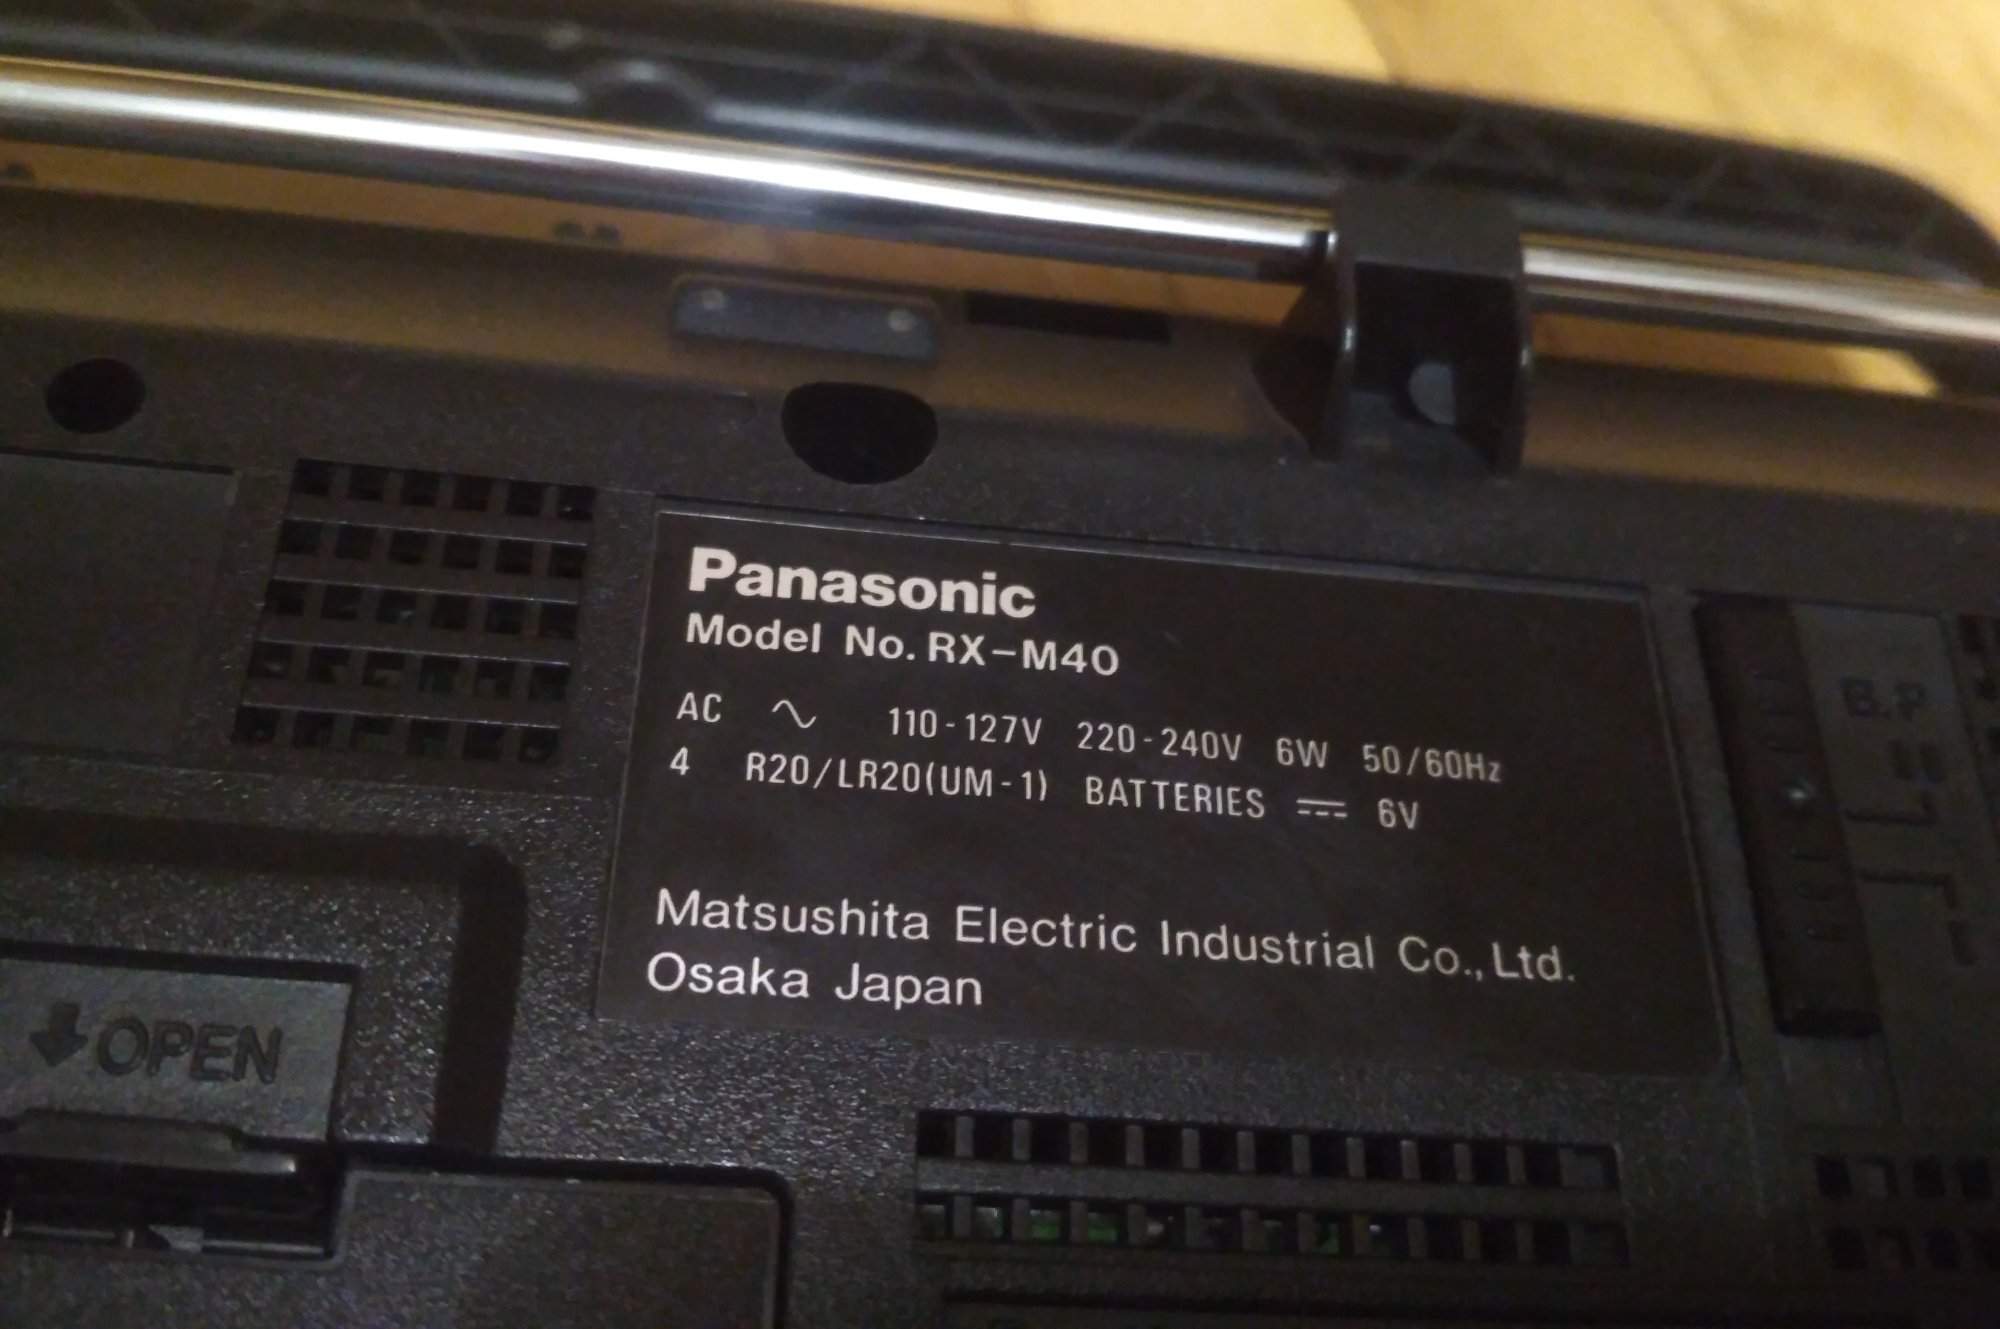 Panasonic
Model No. RX-M40
AC ∿ 110-127V 220-240V 6W 50/60Hz
4 R20/LR20(UM-1) BATTERIES ⎓ 6V
Matsushita Electric Industrial Co., Ltd.
Osaka Japan
↓OPEN
B.P